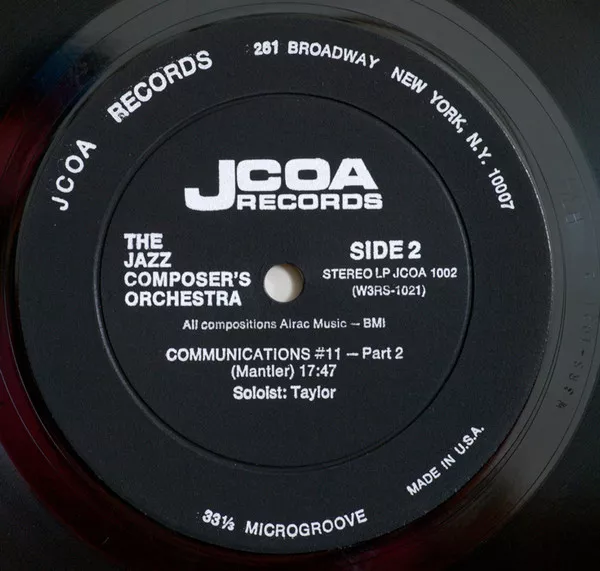 JCOA RECORDS 261 BROADWAY NEW YORK, N.Y. 10007
JCOA
RECORDS
THE
JAZZ
COMPOSER'S
ORCHESTRA
SIDE 2
STEREO LP JCOA 1002
(W3RS-1021)
All compositions Airac Music – BMI
COMMUNICATIONS #11 – Part 2
(Mantler) 17:47
Soloist: Taylor
MADE IN U.S.A.
33⅓ MICROGROOVE